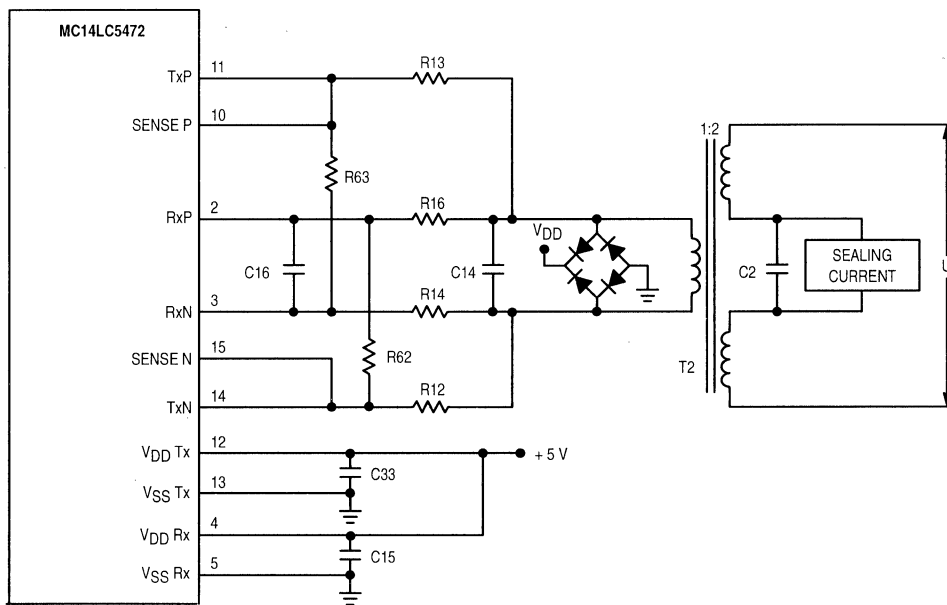 MC14LC5472
TxP 11 R13
SENSE P 10
1:2
R63
RxP 2 R16
VDD
C16 C14 C2 SEALING CURRENT U
RxN 3 R14
SENSE N 15
R62
T2
TxN 14 R12
VDD Tx 12
+ 5 V
C33
VSS Tx 13
VDD Rx 4
C15
VSS Rx 5